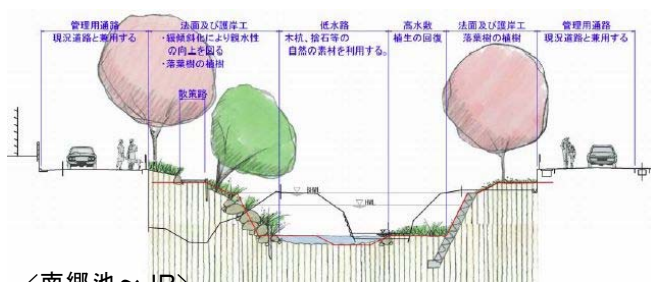 管理用通路
現況道路と兼用する
法面及び護岸工
・緩傾斜化により親水性
の向上を図る
・落葉樹の植樹
散策路
低水路
木杭、捨石等の
自然の素材を利用する。
高水敷
植生の回復
法面及び護岸工
落葉樹の植樹
管理用通路
現況道路と兼用する
<南郷池~JR>